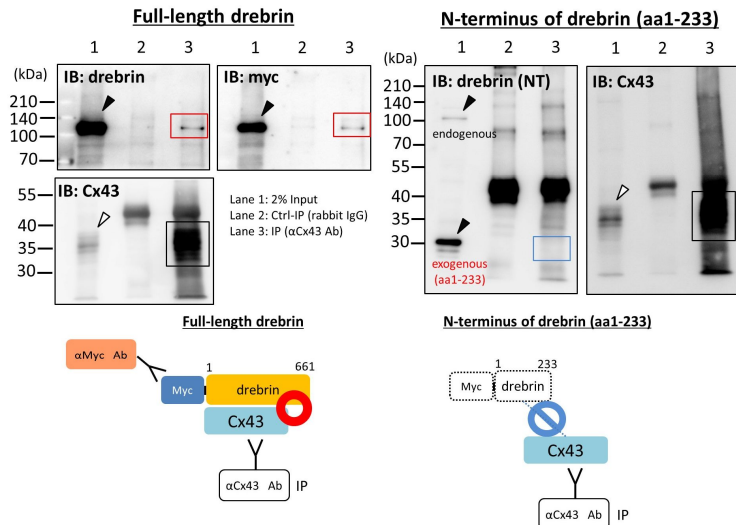 Full-length drebrin
1 2 3
(kDa)
IB: drebrin
IB: myc
210
140
100
70
IB: Cx43
55
40
35
30
Lane 1: 2% Input
Lane 2: Ctrl-IP (rabbit IgG)
Lane 3: IP (αCx43 Ab)
1 3
N-terminus of drebrin (aa1-233)
1 2 3
1 2 3
(kDa)
IB: drebrin (NT)
IB: Cx43
210
140
100
70
55
40
35
30
endogenous
exogenous
(aa1-233)
Full-length drebrin
αMyc Ab
1 661
Myc drebrin
Cx43
αCx43 Ab IP
N-terminus of drebrin (aa1-233)
1 233
Myc drebrin
Cx43
αCx43 Ab IP